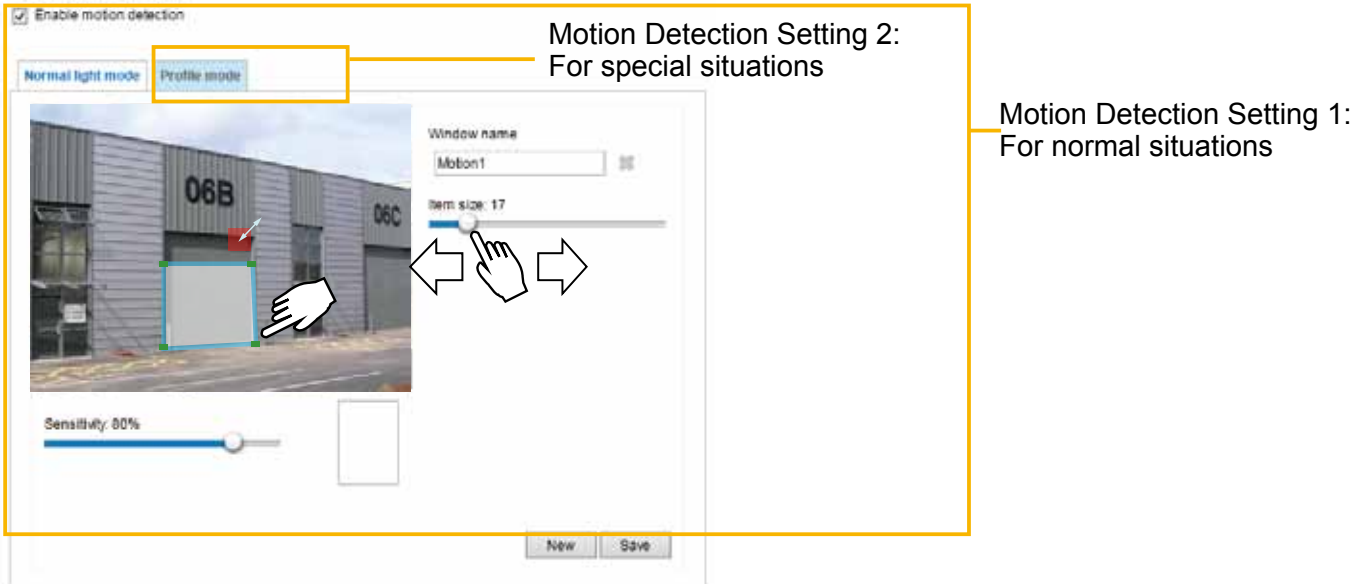 Enable motion detection
Motion Detection Setting 2:
For special situations
Normal light mode
Profile mode
Motion Detection Setting 1:
For normal situations
Window name
Motion1
06B
06C
Item size: 17
Sensitivity: 80%
New
Save